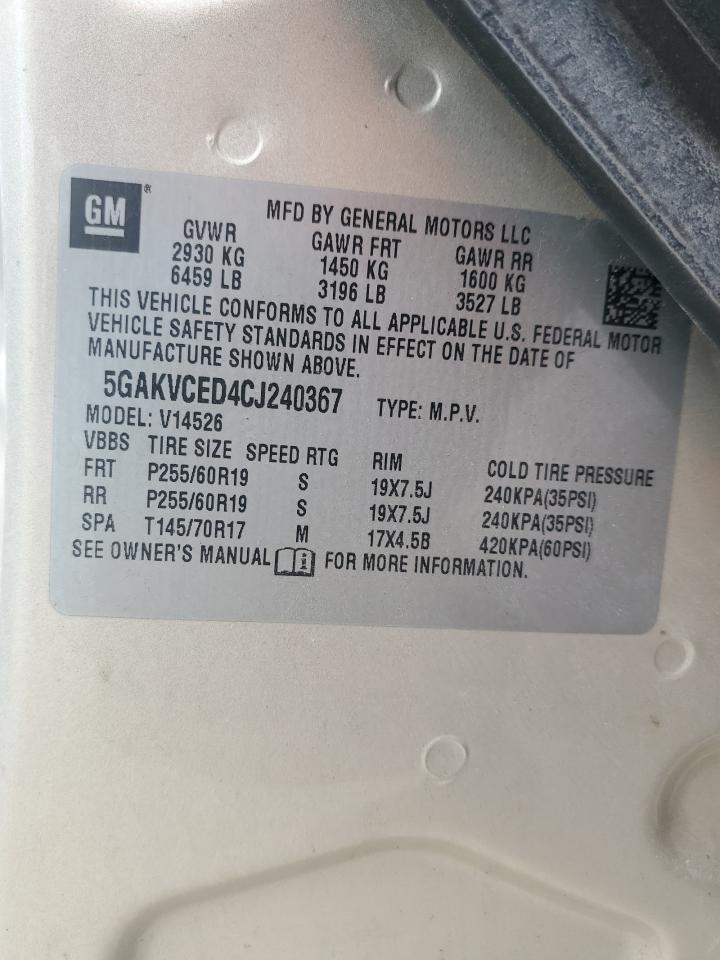 GM®
MFD BY GENERAL MOTORS LLC
GVWR GAWR FRT GAWR RR
2930 KG 1450 KG 1600 KG
6459 LB 3196 LB 3527 LB
THIS VEHICLE CONFORMS TO ALL APPLICABLE U.S. FEDERAL MOTOR
VEHICLE SAFETY STANDARDS IN EFFECT ON THE DATE OF
MANUFACTURE SHOWN ABOVE.
5GAKVCED4CJ240367 TYPE: M.P.V.
MODEL: V14526
VBBS TIRE SIZE SPEED RTG RIM COLD TIRE PRESSURE
FRT P255/60R19 S 19X7.5J 240KPA(35PSI)
RR P255/60R19 S 19X7.5J 240KPA(35PSI)
SPA T145/70R17 M 17X4.5B 420KPA(60PSI)
SEE OWNER'S MANUAL FOR MORE INFORMATION.